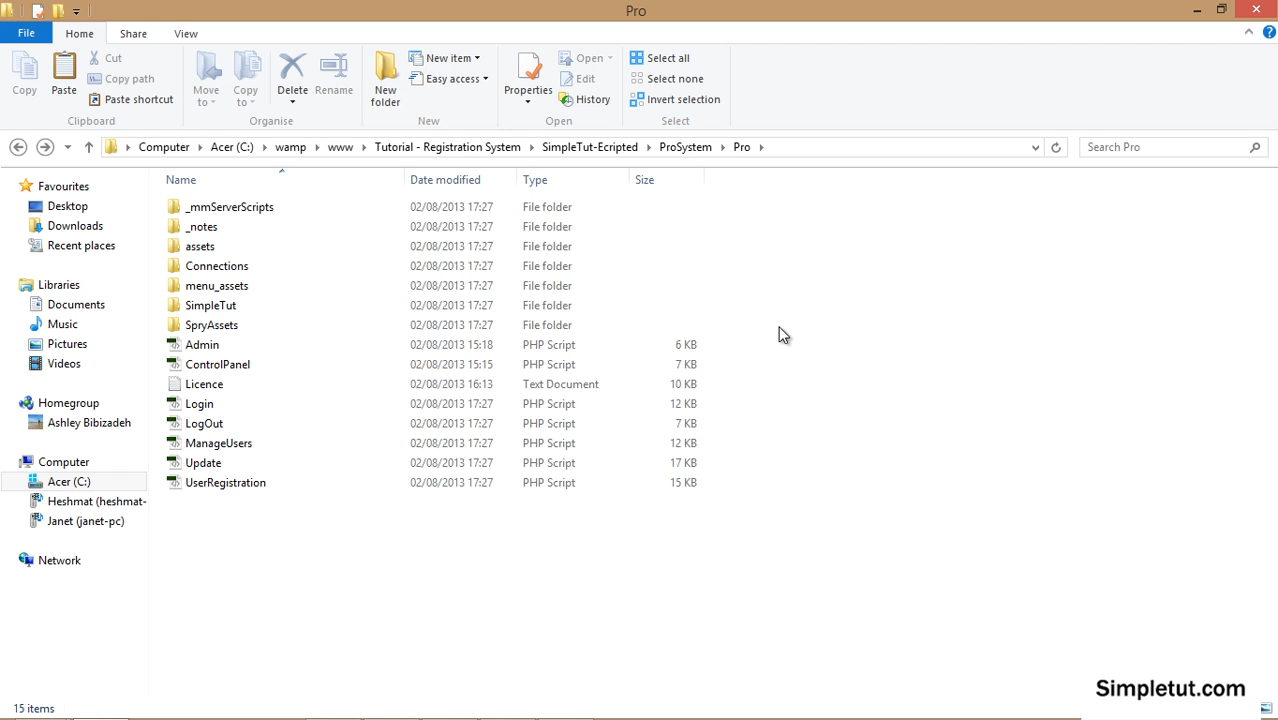 Pro
File Home Share View
Copy Paste Cut Copy path Paste shortcut Clipboard
Move to Copy to Delete Rename Organise
New folder New item Easy access New
Properties Open Edit History Open
Select all Select none Invert selection Select
Computer Acer (C:) wamp www Tutorial - Registration System SimpleTut-Ecripted ProSystem Pro Search Pro
Favourites
Desktop
Downloads
Recent places
Libraries
Documents
Music
Pictures
Videos
Homegroup
Ashley Bibizadeh
Computer
Acer (C:)
Heshmat (heshmat-
Janet (janet-pc)
Network
Name Date modified Type Size
_mmServerScripts 02/08/2013 17:27 File folder
_notes 02/08/2013 17:27 File folder
assets 02/08/2013 17:27 File folder
Connections 02/08/2013 17:27 File folder
menu_assets 02/08/2013 17:27 File folder
SimpleTut 02/08/2013 17:27 File folder
SpryAssets 02/08/2013 17:27 File folder
Admin 02/08/2013 15:18 PHP Script 6 KB
ControlPanel 02/08/2013 15:15 PHP Script 7 KB
Licence 02/08/2013 16:13 Text Document 10 KB
Login 02/08/2013 17:27 PHP Script 12 KB
LogOut 02/08/2013 17:27 PHP Script 7 KB
ManageUsers 02/08/2013 17:27 PHP Script 12 KB
Update 02/08/2013 17:27 PHP Script 17 KB
UserRegistration 02/08/2013 17:27 PHP Script 15 KB
15 items
Simpletut.com